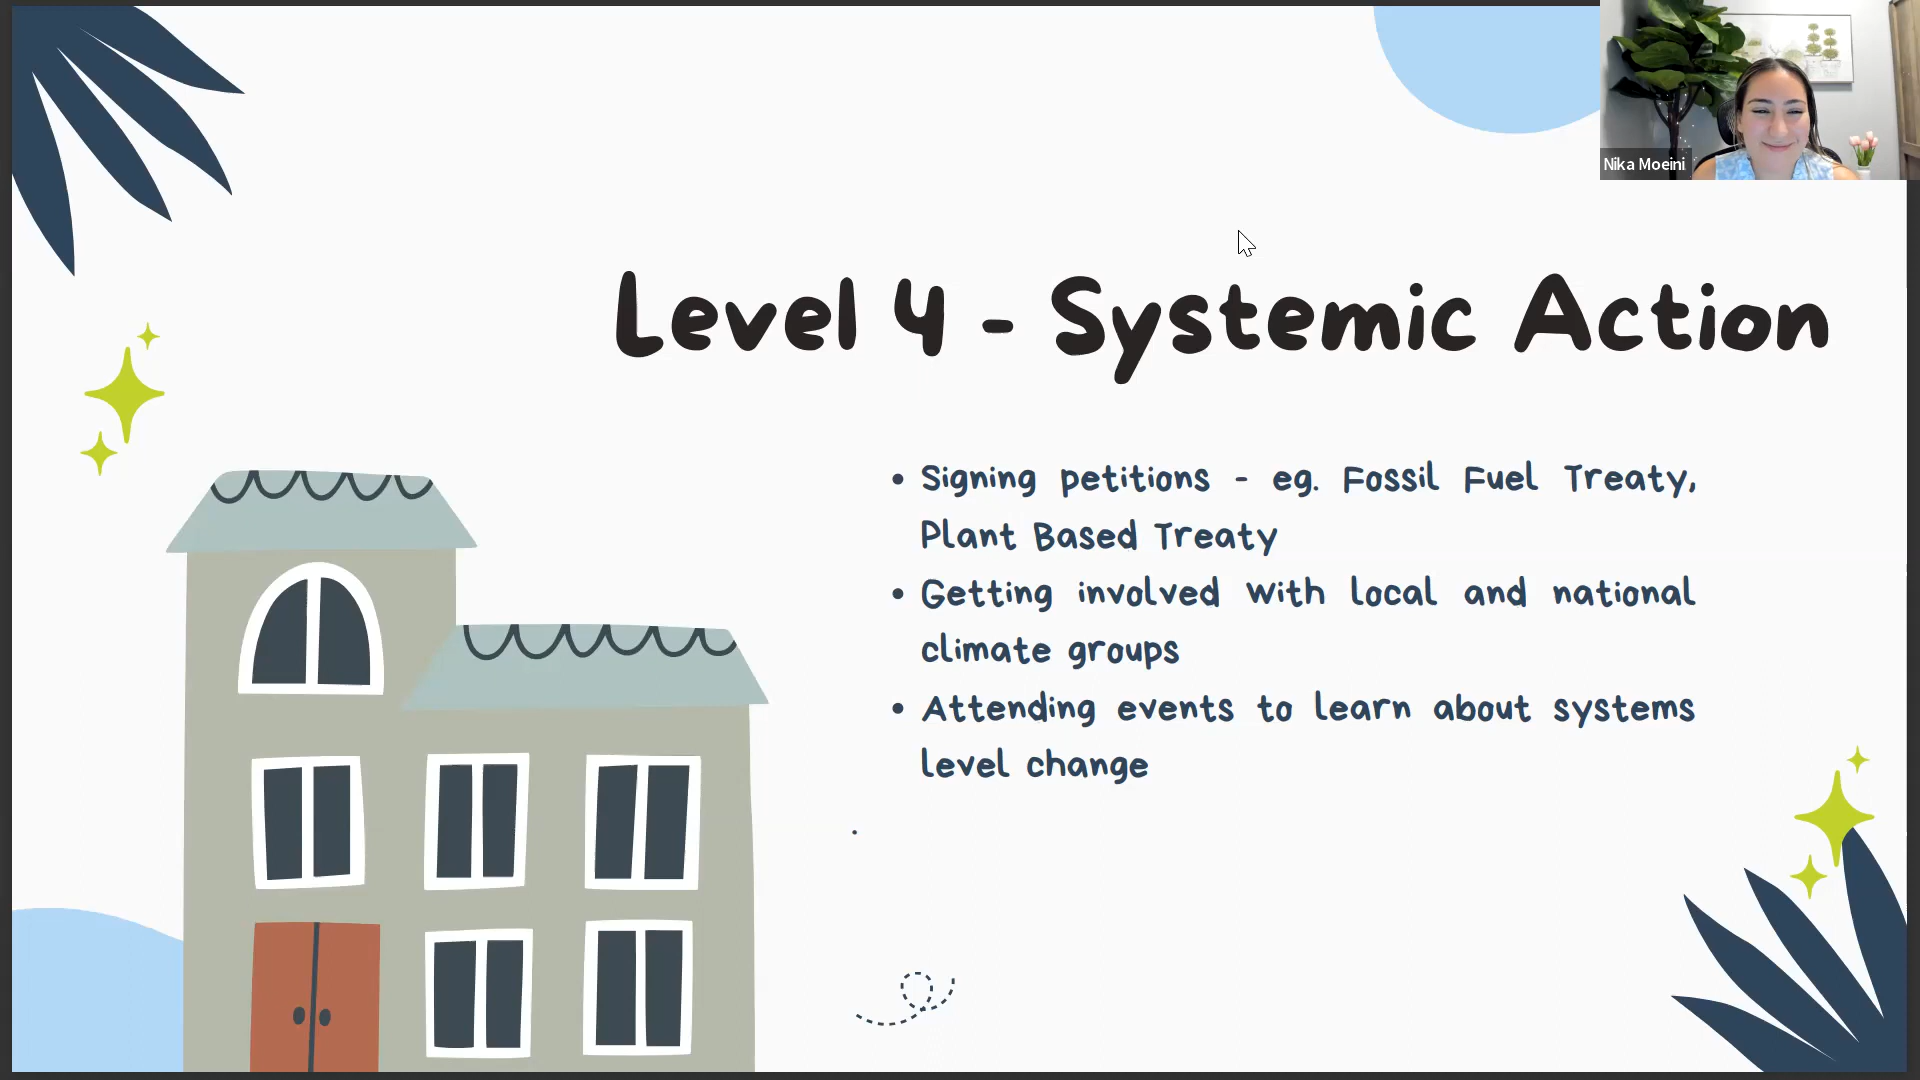 Nika Moeini
Level 4 - Systemic Action
• Signing petitions - eg. Fossil Fuel Treaty,
Plant Based Treaty
• Getting involved with local and national
climate groups
• Attending events to learn about systems
level change